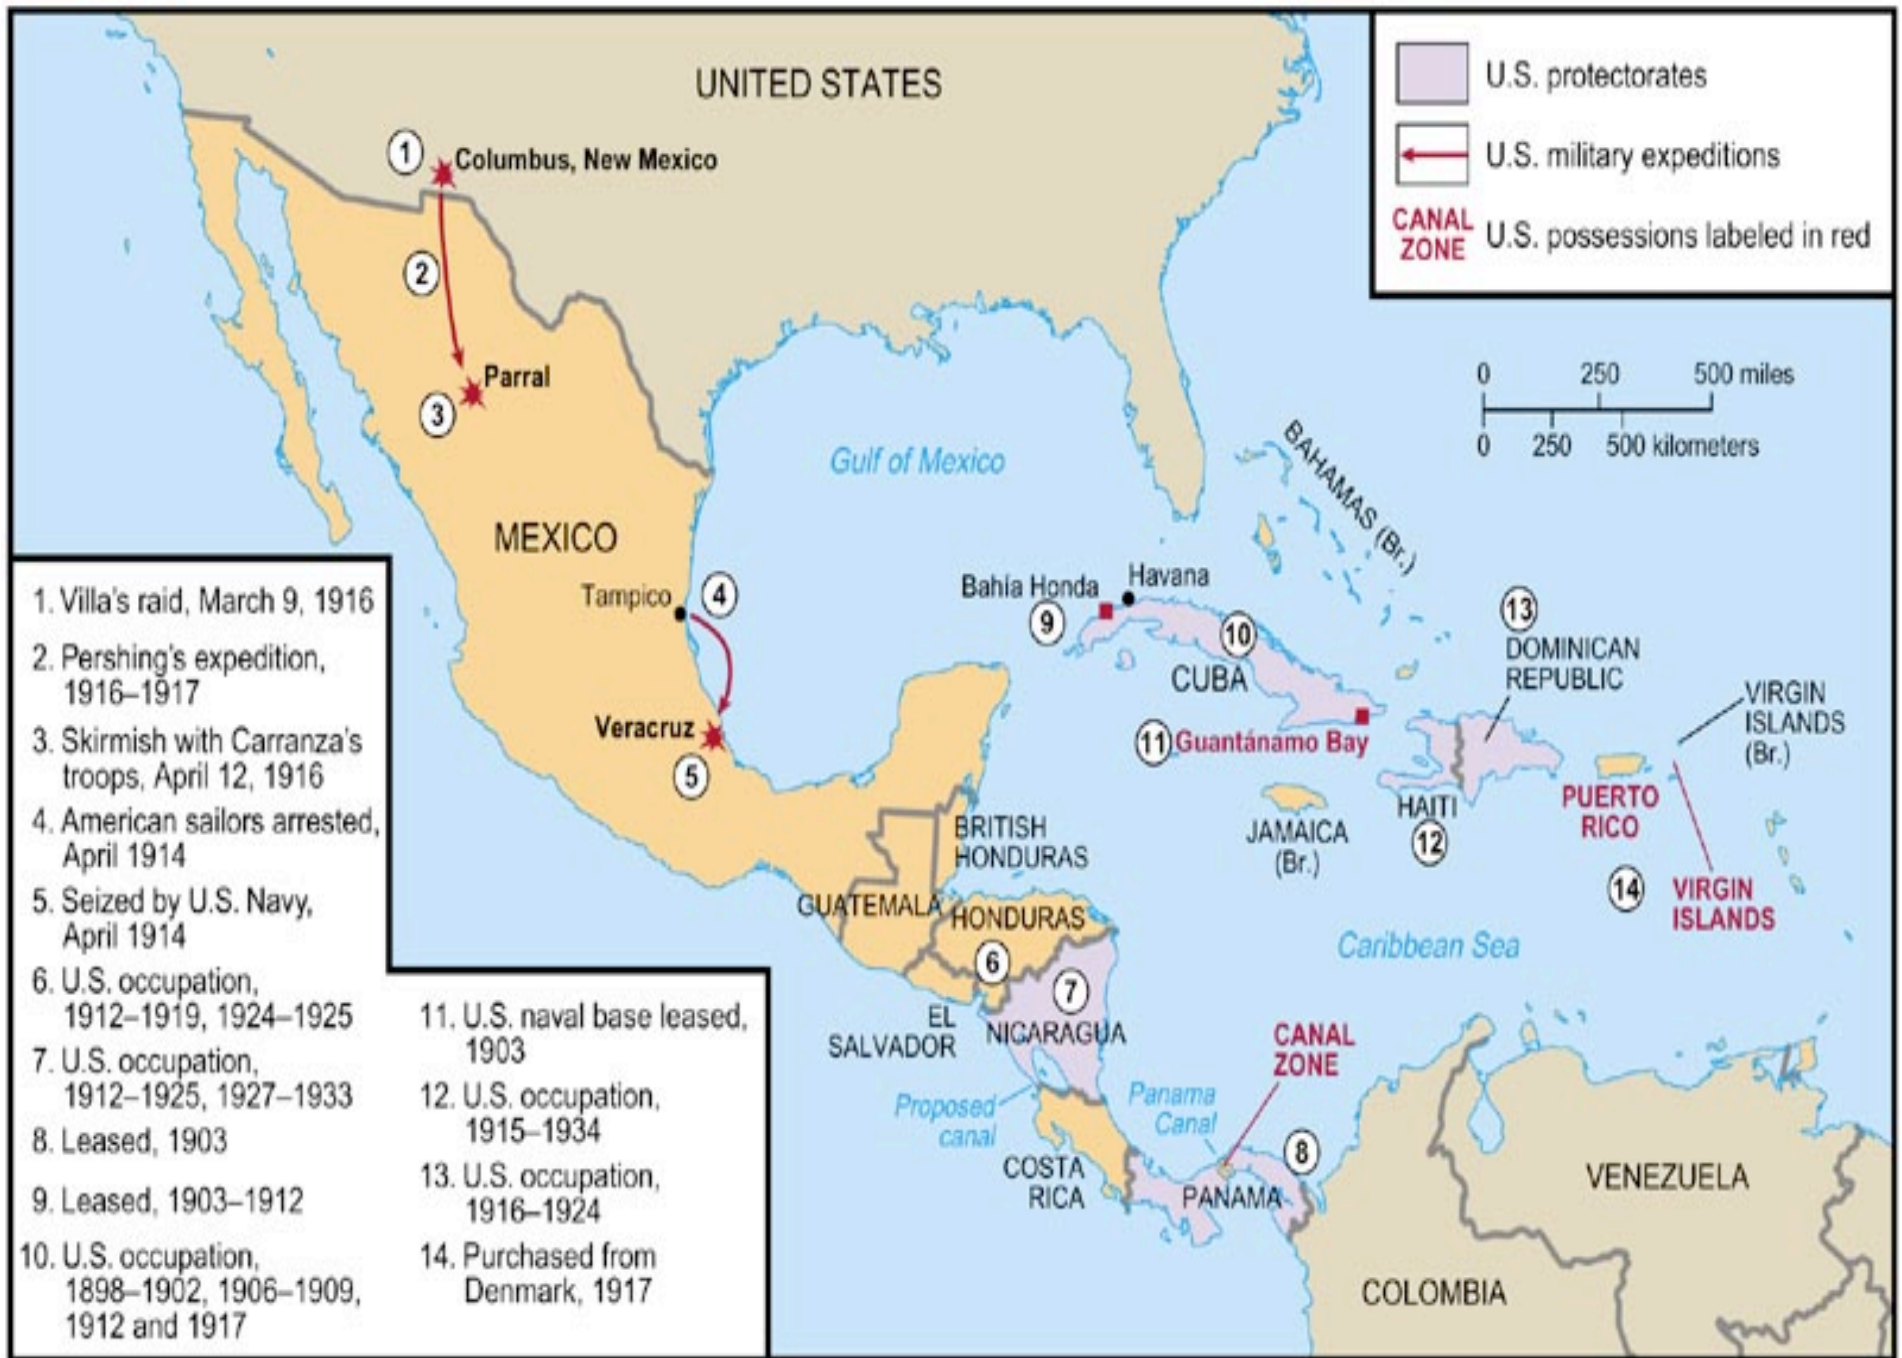 UNITED STATES
U.S. protectorates
U.S. military expeditions
CANAL
ZONE
U.S. possessions labeled in red
1
Columbus, New Mexico
2
Parral
3
0 250 500 miles
0 250 500 kilometers
Gulf of Mexico
BAHAMAS (Br.)
MEXICO
Tampico
4
Veracruz
5
Bahía Honda
9
Havana
10
CUBA
11
Guantánamo Bay
13
DOMINICAN
REPUBLIC
VIRGIN
ISLANDS
(Br.)
HAITI
12
PUERTO
RICO
JAMAICA
(Br.)
14
VIRGIN
ISLANDS
BRITISH
HONDURAS
GUATEMALA
HONDURAS
6
7
EL
SALVADOR
NICARAGUA
Caribbean Sea
CANAL
ZONE
Proposed
canal
Panama
Canal
8
COSTA
RICA
PANAMA
VENEZUELA
COLOMBIA
1. Villa's raid, March 9, 1916
2. Pershing's expedition,
1916–1917
3. Skirmish with Carranza's
troops, April 12, 1916
4. American sailors arrested,
April 1914
5. Seized by U.S. Navy,
April 1914
6. U.S. occupation,
1912–1919, 1924–1925
7. U.S. occupation,
1912–1925, 1927–1933
8. Leased, 1903
9. Leased, 1903–1912
10. U.S. occupation,
1898–1902, 1906–1909,
1912 and 1917
11. U.S. naval base leased,
1903
12. U.S. occupation,
1915–1934
13. U.S. occupation,
1916–1924
14. Purchased from
Denmark, 1917